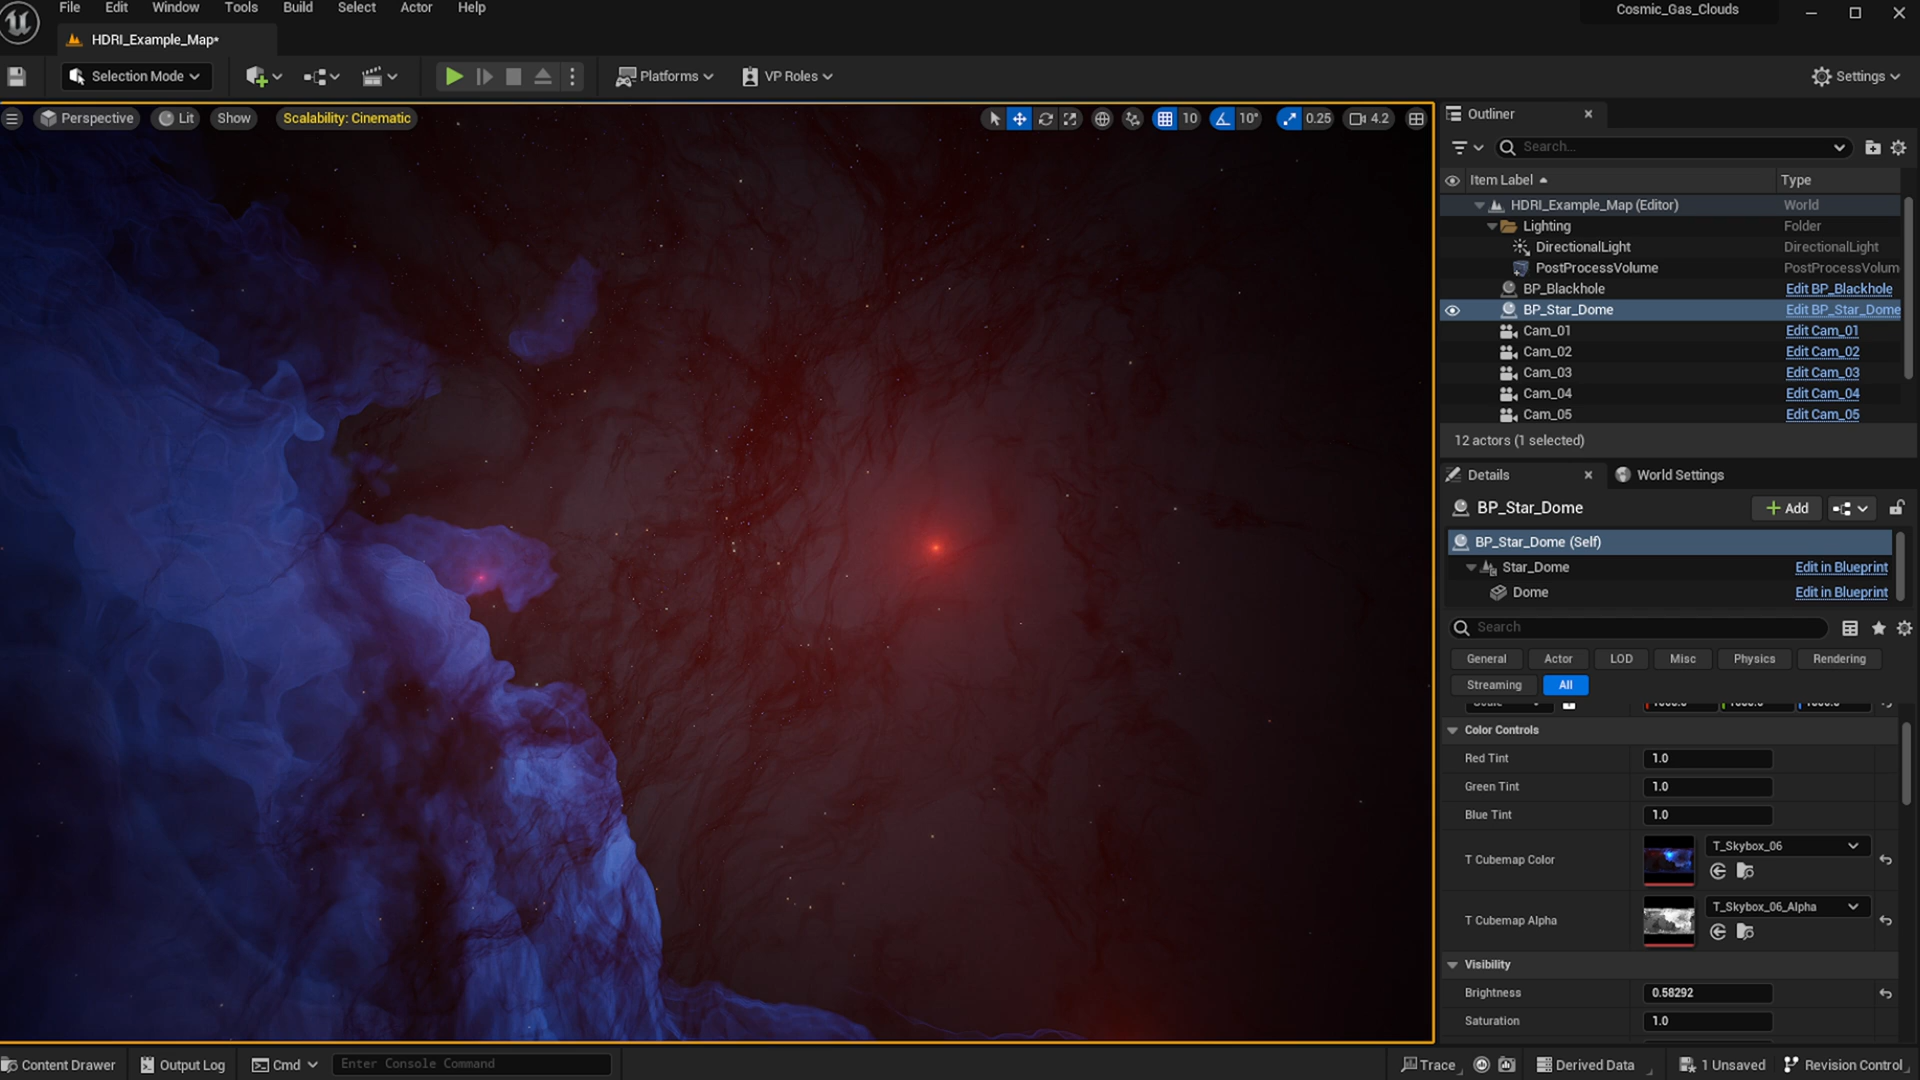 File Edit Window Tools Build Select Actor Help
Cosmic_Gas_Clouds
HDRI_Example_Map*
Selection Mode
Platforms
VP Roles
Settings
Perspective
Lit
Show
Scalability: Cinematic
10
10°
0.25
4.2
Outliner
Search...
Item Label
Type
HDRI_Example_Map (Editor)
World
Lighting
Folder
DirectionalLight
DirectionalLight
PostProcessVolume
PostProcessVolum
BP_Blackhole
Edit BP_Blackhole
BP_Star_Dome
Edit BP_Star_Dome
Cam_01
Edit Cam_01
Cam_02
Edit Cam_02
Cam_03
Edit Cam_03
Cam_04
Edit Cam_04
Cam_05
Edit Cam_05
12 actors (1 selected)
Details
World Settings
BP_Star_Dome
Add
BP_Star_Dome (Self)
Star_Dome
Edit in Blueprint
Dome
Edit in Blueprint
Search
General
Actor
LOD
Misc
Physics
Rendering
Streaming
All
Color Controls
Red Tint
1.0
Green Tint
1.0
Blue Tint
1.0
T Cubemap Color
T_Skybox_06
T Cubemap Alpha
T_Skybox_06_Alpha
Visibility
Brightness
0.58292
Saturation
1.0
Content Drawer
Output Log
Cmd
Enter Console Command
Trace
Derived Data
1 Unsaved
Revision Control